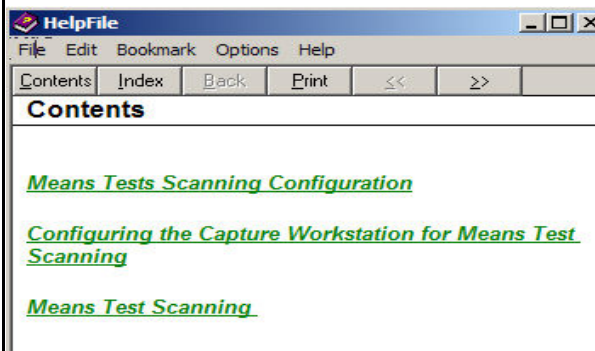 HelpFile
File Edit Bookmark Options Help
Contents Index Back Print << >>
Contents
Means Tests Scanning Configuration
Configuring the Capture Workstation for Means Test
Scanning
Means Test Scanning